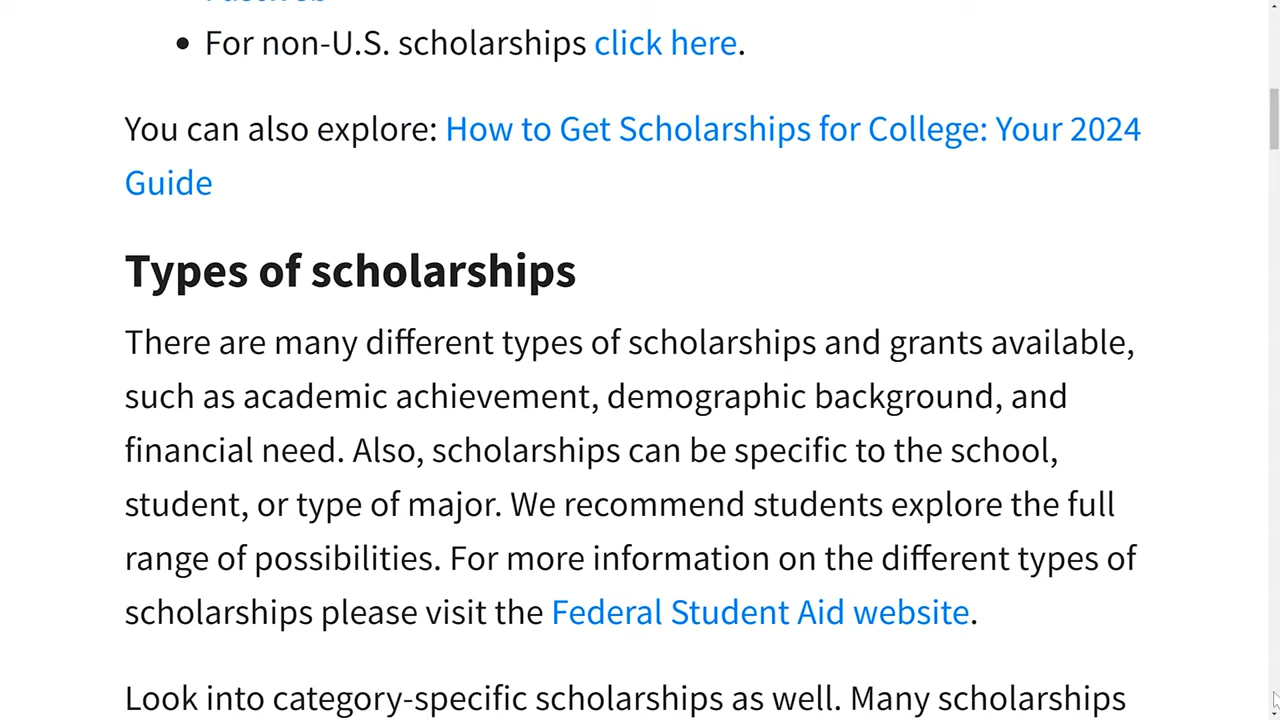 For non-U.S. scholarships click here.
You can also explore: How to Get Scholarships for College: Your 2024
Guide
Types of scholarships
There are many different types of scholarships and grants available,
such as academic achievement, demographic background, and
financial need. Also, scholarships can be specific to the school,
student, or type of major. We recommend students explore the full
range of possibilities. For more information on the different types of
scholarships please visit the Federal Student Aid website.
Look into category-specific scholarships as well. Many scholarships